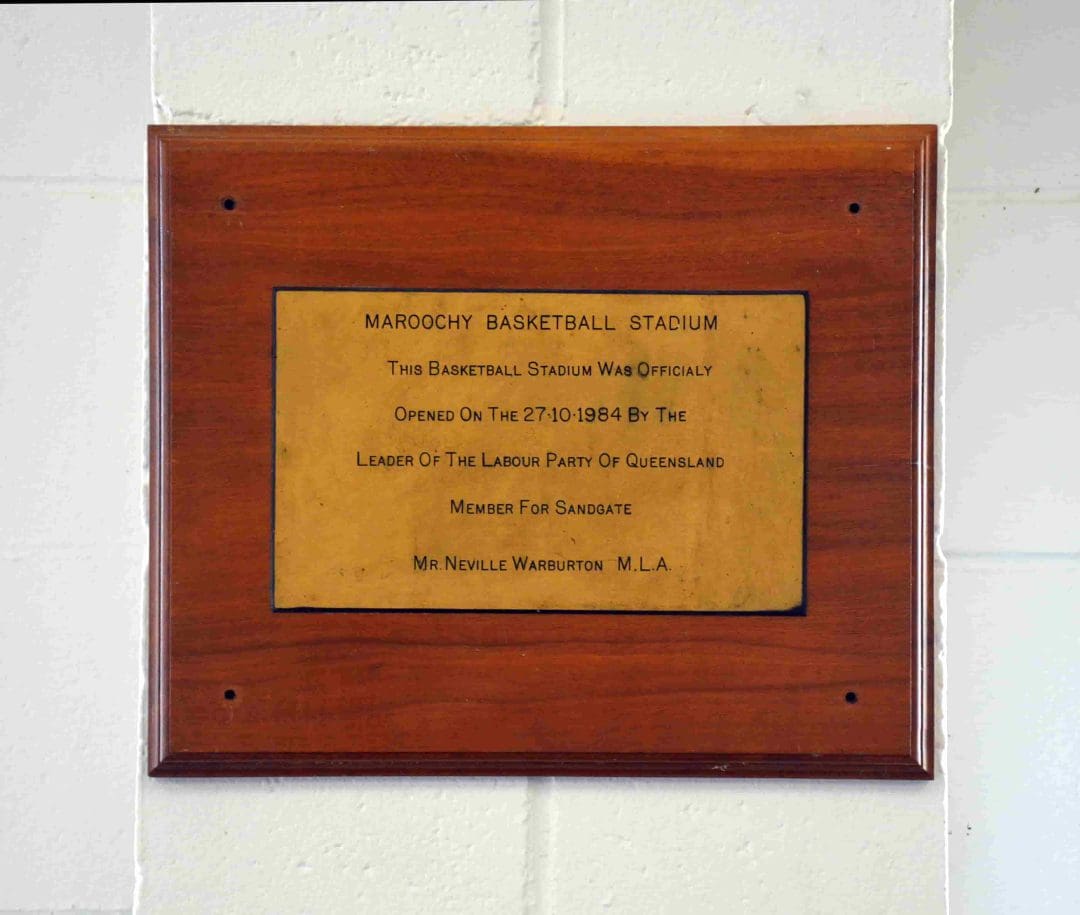 MAROOCHY BASKETBALL STADIUM
THIS BASKETBALL STADIUM WAS OFFICIALY
OPENED ON THE 27·10·1984 BY THE
LEADER OF THE LABOUR PARTY OF QUEENSLAND
MEMBER FOR SANDGATE
MR. NEVILLE WARBURTON M.L.A.